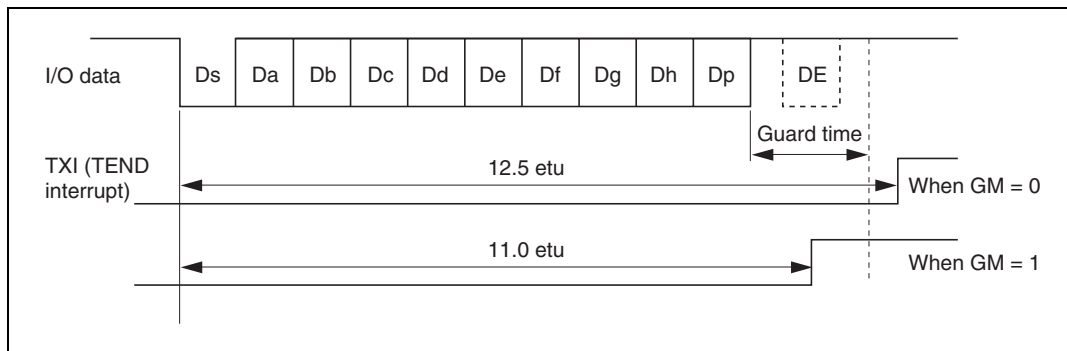 I/O data
Ds Da Db Dc Dd De Df Dg Dh Dp DE
Guard time
TXI (TEND
interrupt)
12.5 etu
When GM = 0
11.0 etu
When GM = 1